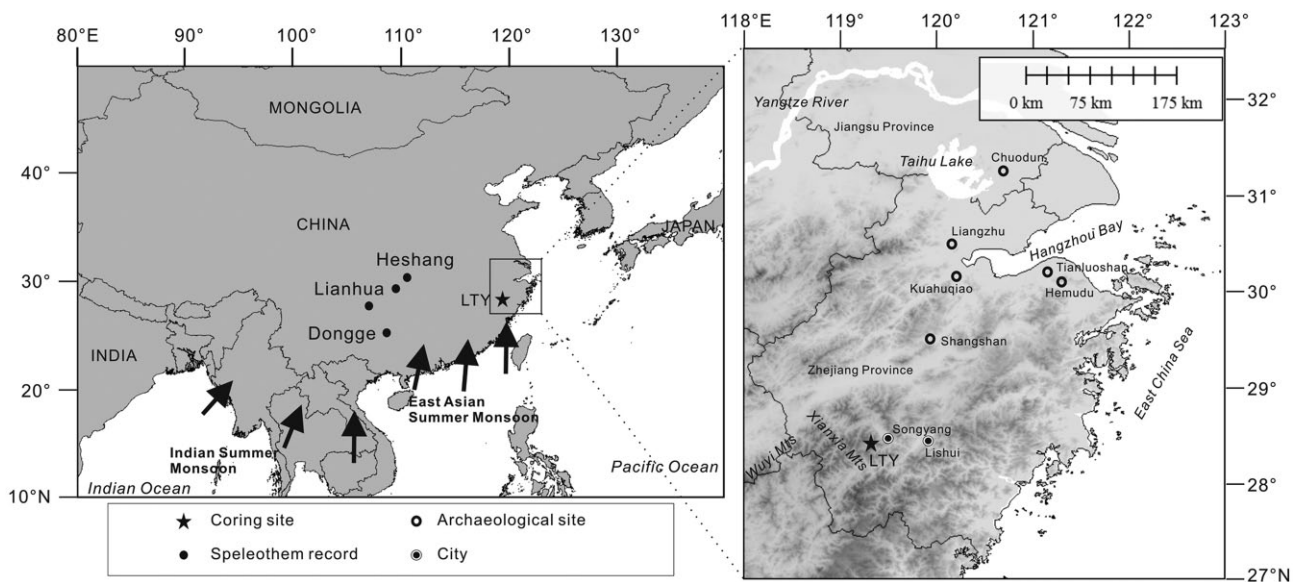 80°E 90° 100° 110° 120° 130°
MONGOLIA
40°
CHINA
JAPAN
30°
Heshang
Lianhua
LTY
Dongge
INDIA
20°
East Asian
Summer Monsoon
Indian Summer
Monsoon
Pacific Ocean
10°N
Indian Ocean
Coring site
Archaeological site
Speleothem record
City
118°E 119° 120° 121° 122° 123°
0 km 75 km 175 km
32°
Yangtze River
Jiangsu Province
Taihu Lake
Chuodun
31°
Liangzhu
Hangzhou Bay
Tianluoshan
Kuahuqiao
Hemudu
30°
Shangshan
Zhejiang Province
East China Sea
29°
Xianxia Mts
Songyang
Wuyi Mts
LTY
Lishui
28°
27°N